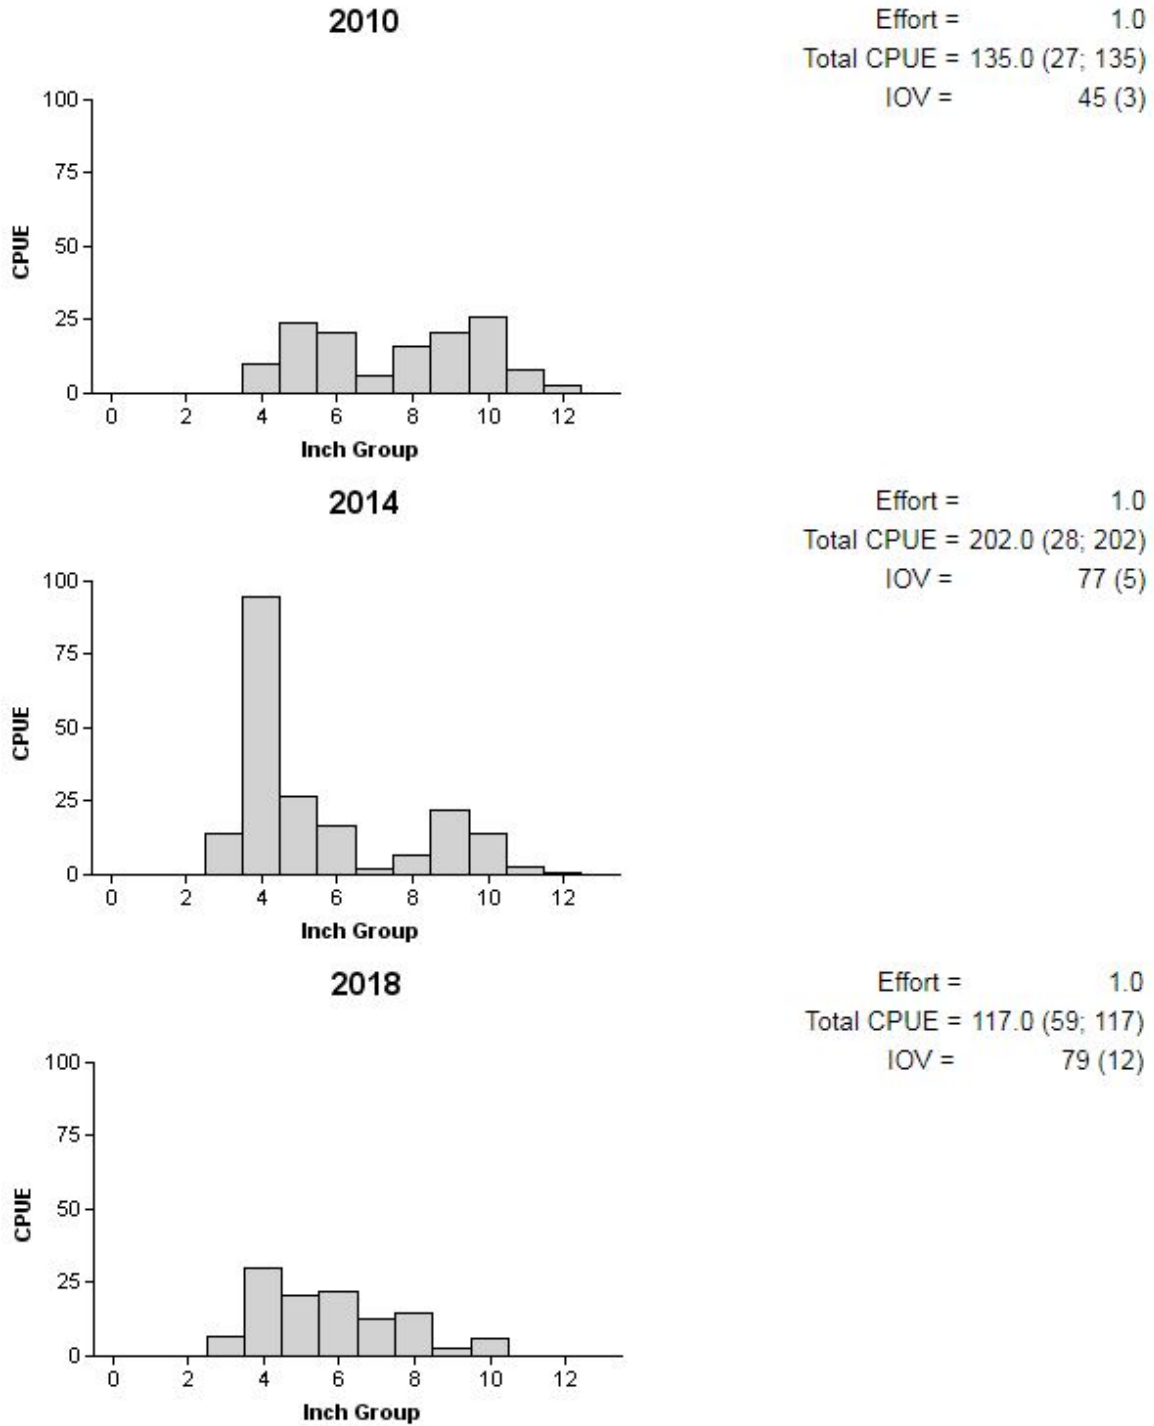 2010
Effort = 1.0
Total CPUE = 135.0 (27; 135)
IOV = 45 (3)
100
75
50
25
0
CPUE
0 2 4 6 8 10 12
Inch Group
2014
Effort = 1.0
Total CPUE = 202.0 (28; 202)
IOV = 77 (5)
100
75
50
25
0
CPUE
0 2 4 6 8 10 12
Inch Group
2018
Effort = 1.0
Total CPUE = 117.0 (59; 117)
IOV = 79 (12)
100
75
50
25
0
CPUE
0 2 4 6 8 10 12
Inch Group